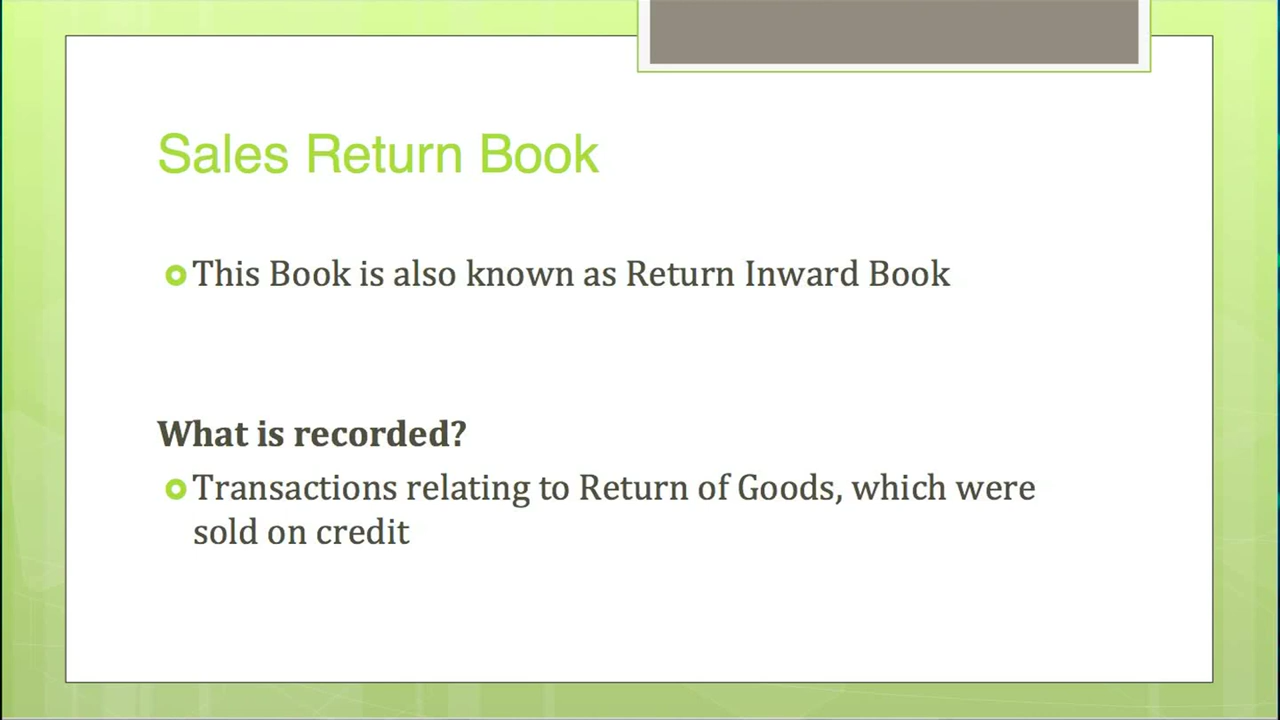 Sales Return Book
This Book is also known as Return Inward Book
What is recorded?
Transactions relating to Return of Goods, which were
sold on credit